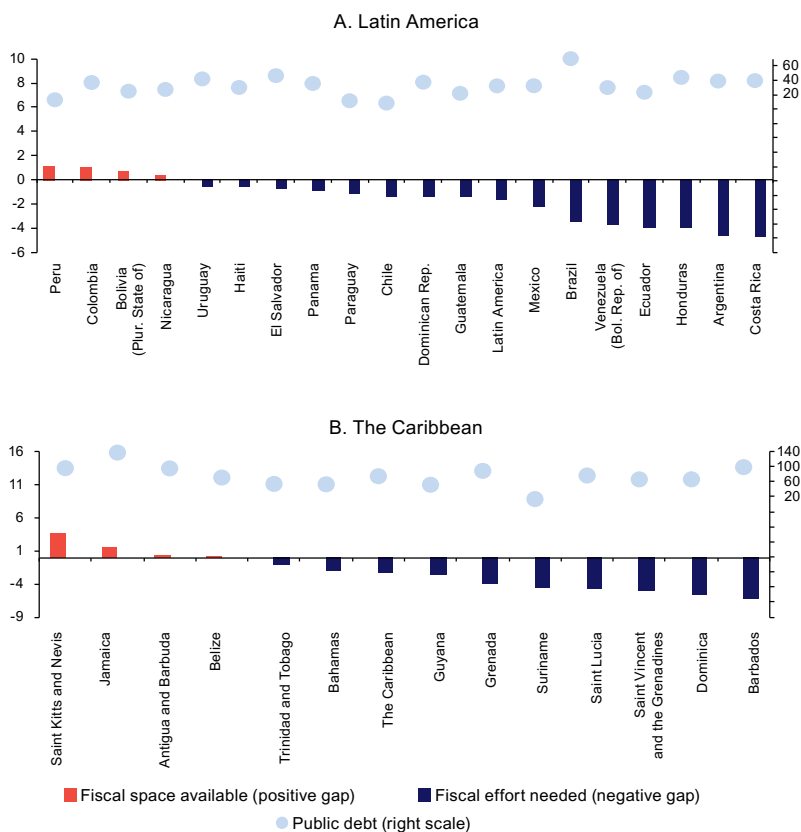 A. Latin America
10
8
6
4
2
0
-2
-4
-6
60
40
20
Peru
Colombia
Bolivia
(Plur. State of)
Nicaragua
Uruguay
Haiti
El Salvador
Panama
Paraguay
Chile
Dominican Rep.
Guatemala
Latin America
Mexico
Brazil
Venezuela
(Bol. Rep. of)
Ecuador
Honduras
Argentina
Costa Rica
B. The Caribbean
16
11
6
1
-4
-9
140
100
60
20
Saint Kitts and Nevis
Jamaica
Antigua and Barbuda
Belize
Trinidad and Tobago
Bahamas
The Caribbean
Guyana
Grenada
Suriname
Saint Lucia
Saint Vincent
and the Grenadines
Dominica
Barbados
Fiscal space available (positive gap)
Fiscal effort needed (negative gap)
Public debt (right scale)